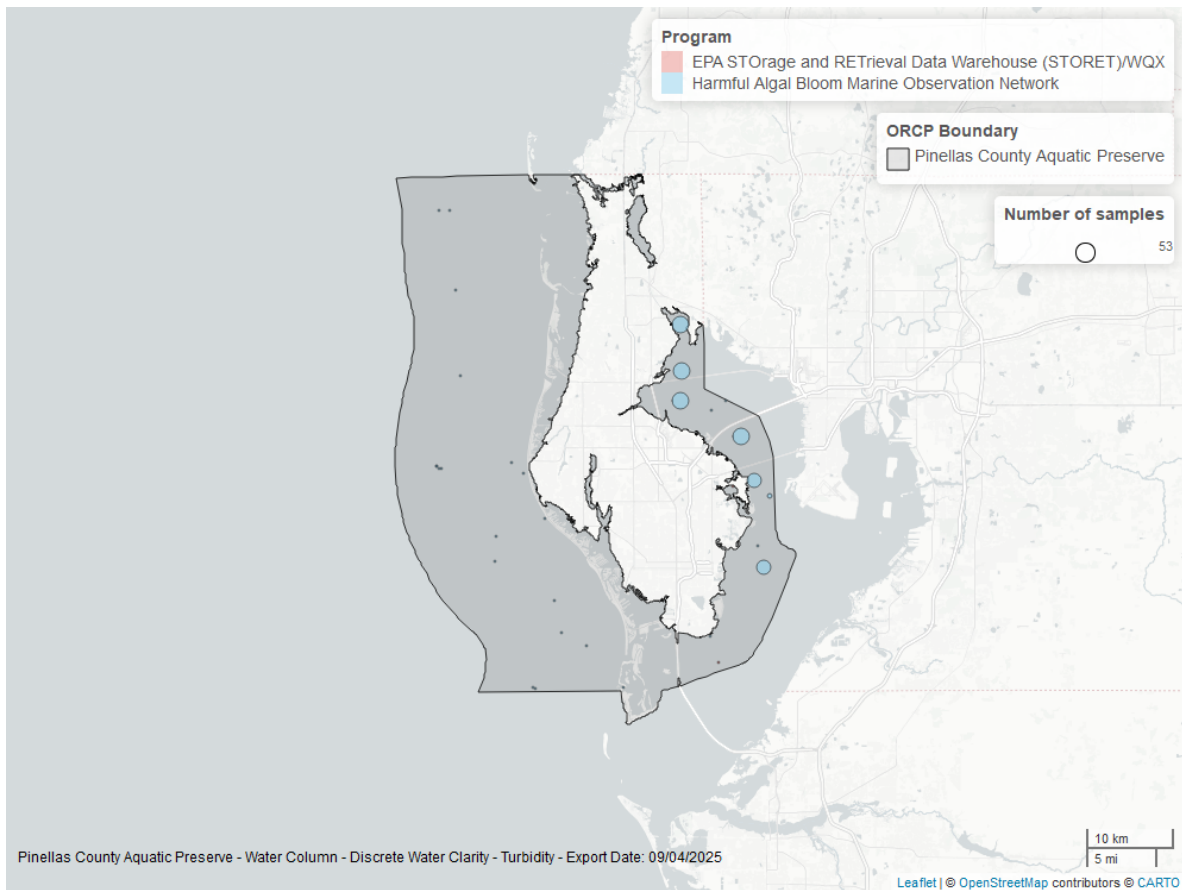 Program
EPA STOrage and RETrieval Data Warehouse (STORET)/WQX
Harmful Algal Bloom Marine Observation Network
ORCP Boundary
Pinellas County Aquatic Preserve
Number of samples
53
10 km
5 mi
Pinellas County Aquatic Preserve - Water Column - Discrete Water Clarity - Turbidity - Export Date: 09/04/2025
Leaflet | © OpenStreetMap contributors © CARTO